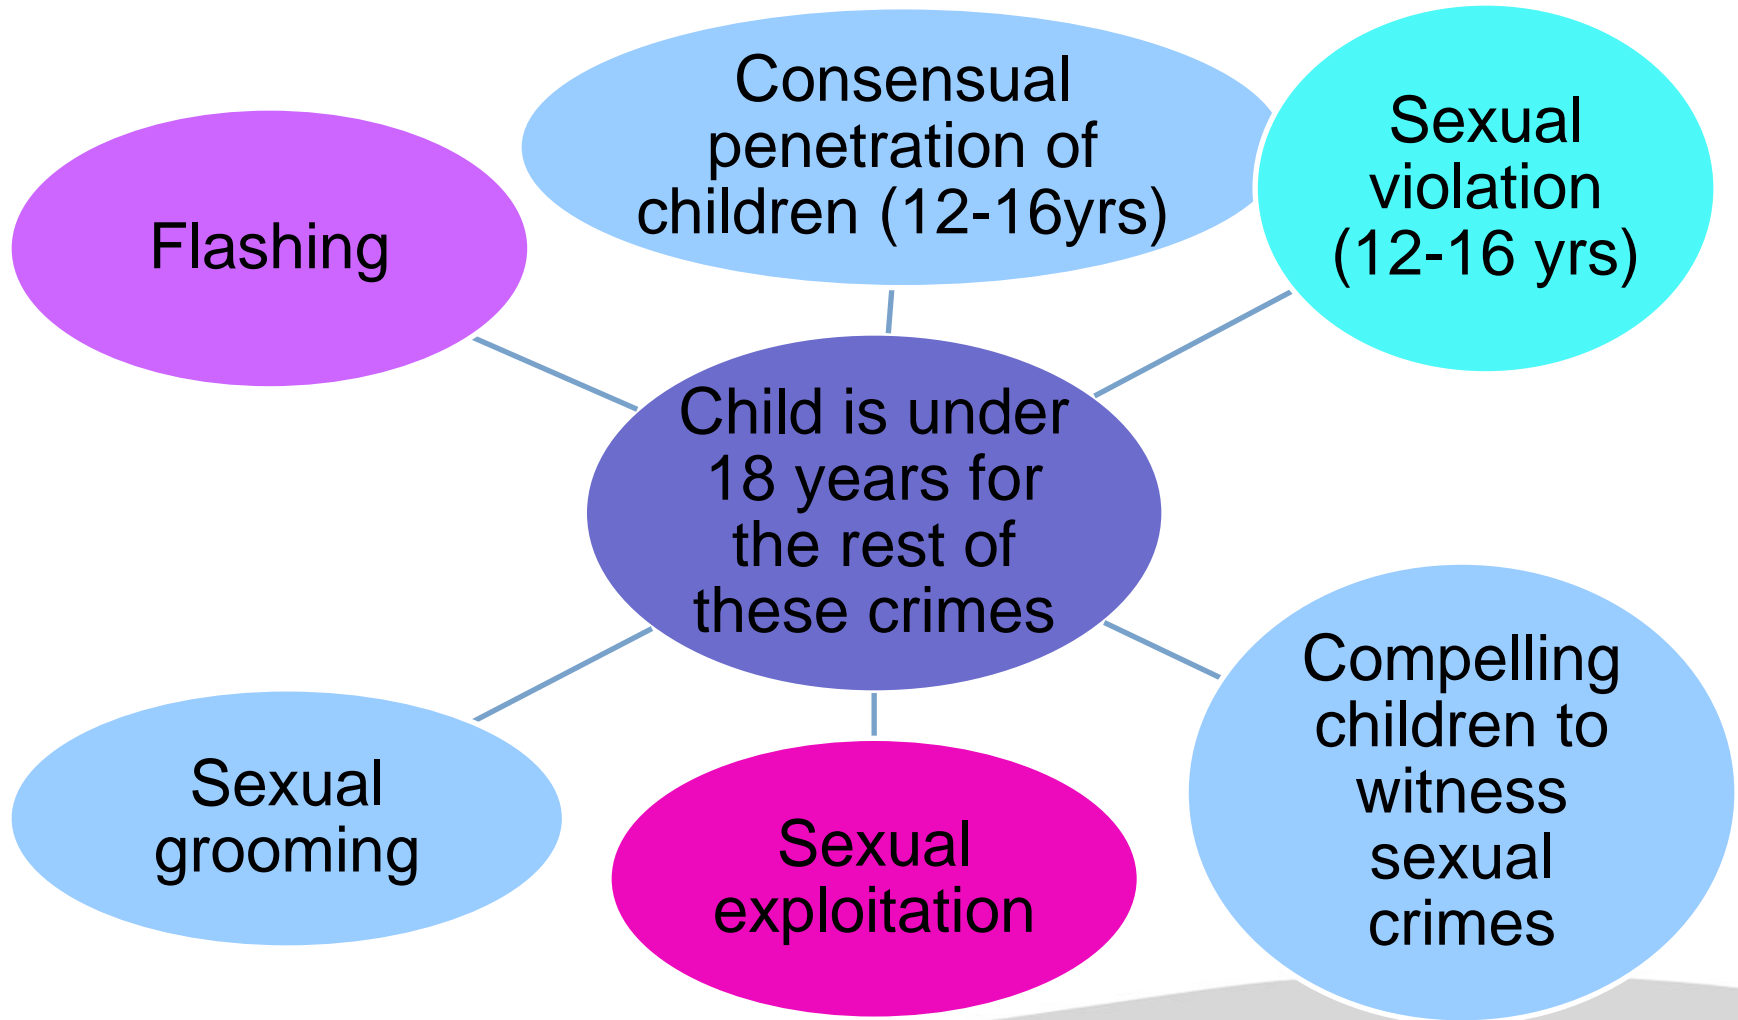 Consensual
penetration of
children (12-16yrs)
Sexual
violation
(12-16 yrs)
Flashing
Child is under
18 years for
the rest of
these crimes
Compelling
children to
witness
sexual
crimes
Sexual
grooming
Sexual
exploitation